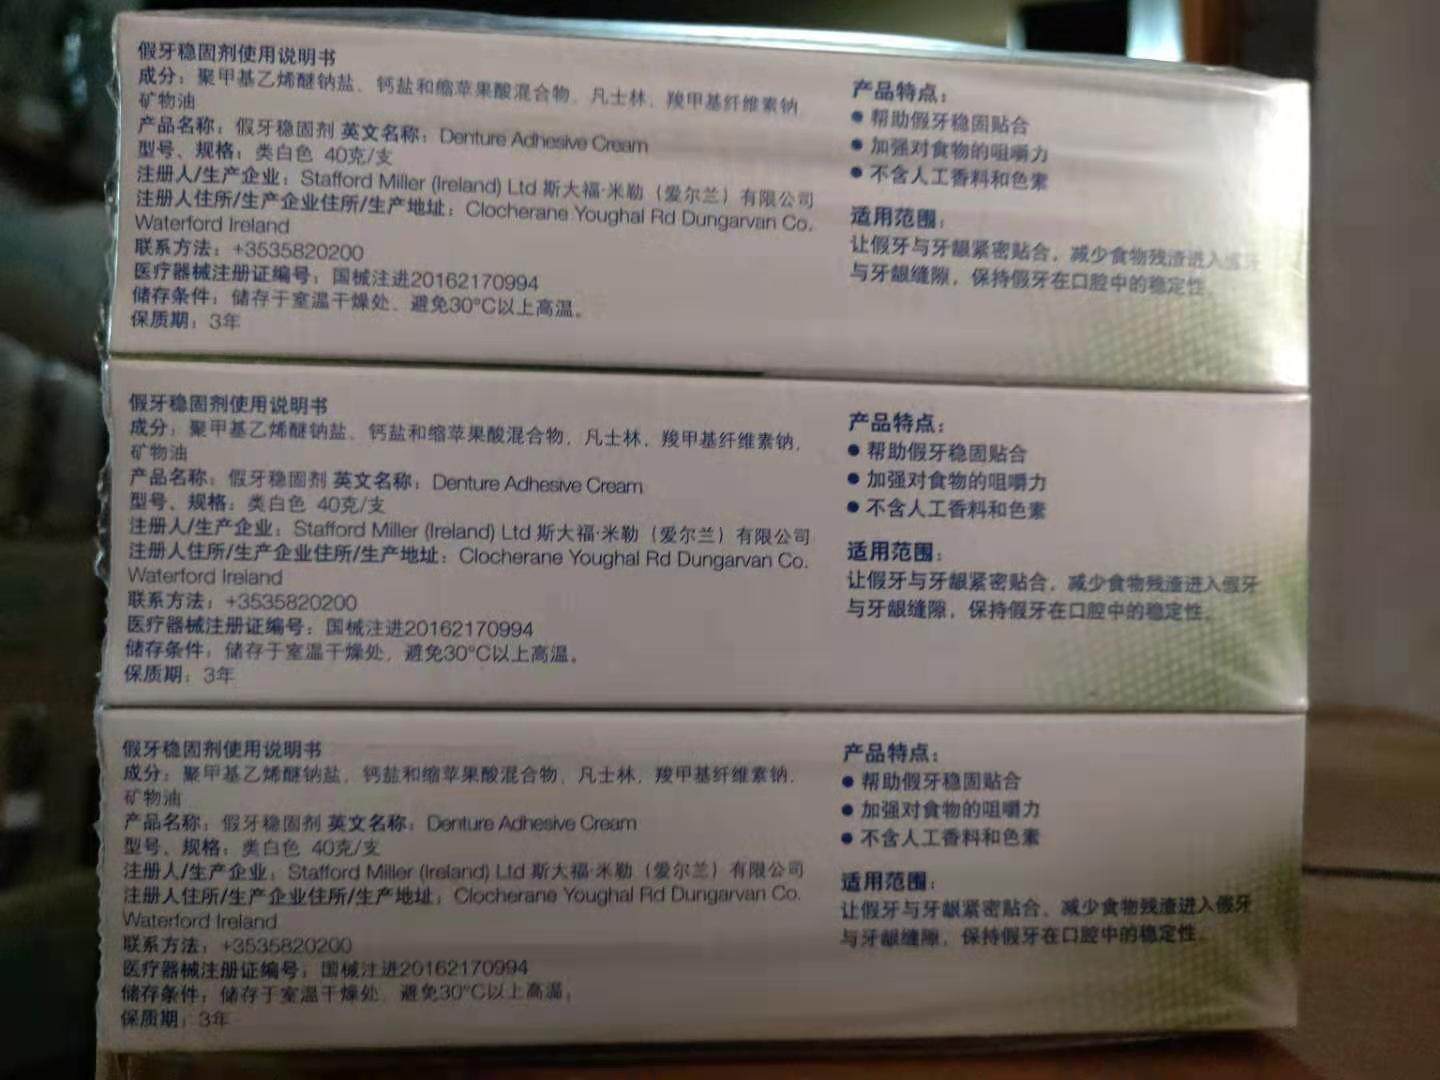 假牙稳固剂使用说明书
成分：聚甲基乙烯醚钠盐、钙盐和缩苹果酸混合物，凡士林，羧甲基纤维素钠，
矿物油
产品名称：假牙稳固剂 英文名称：Denture Adhesive Cream
型号、规格：类白色 40克/支
注册人/生产企业：Stafford Miller (Ireland) Ltd 斯大福·米勒（爱尔兰）有限公司
注册人住所/生产企业住所/生产地址：Clocherane Youghal Rd Dungarvan Co.
Waterford Ireland
联系方法：+3535820200
医疗器械注册证编号：国械注进20162170994
储存条件：储存于室温干燥处，避免30°C以上高温。
保质期：3年
产品特点：
● 帮助假牙稳固贴合
● 加强对食物的咀嚼力
● 不含人工香料和色素
适用范围：
让假牙与牙龈紧密贴合，减少食物残渣进入假牙
与牙龈缝隙，保持假牙在口腔中的稳定性。
假牙稳固剂使用说明书
成分：聚甲基乙烯醚钠盐、钙盐和缩苹果酸混合物，凡士林，羧甲基纤维素钠，
矿物油
产品名称：假牙稳固剂 英文名称：Denture Adhesive Cream
型号、规格：类白色 40克/支
注册人/生产企业：Stafford Miller (Ireland) Ltd 斯大福·米勒（爱尔兰）有限公司
注册人住所/生产企业住所/生产地址：Clocherane Youghal Rd Dungarvan Co.
Waterford Ireland
联系方法：+3535820200
医疗器械注册证编号：国械注进20162170994
储存条件：储存于室温干燥处，避免30°C以上高温。
保质期：3年
产品特点：
● 帮助假牙稳固贴合
● 加强对食物的咀嚼力
● 不含人工香料和色素
适用范围：
让假牙与牙龈紧密贴合，减少食物残渣进入假牙
与牙龈缝隙，保持假牙在口腔中的稳定性。
假牙稳固剂使用说明书
成分：聚甲基乙烯醚钠盐、钙盐和缩苹果酸混合物，凡士林，羧甲基纤维素钠，
矿物油
产品名称：假牙稳固剂 英文名称：Denture Adhesive Cream
型号、规格：类白色 40克/支
注册人/生产企业：Stafford Miller (Ireland) Ltd 斯大福·米勒（爱尔兰）有限公司
注册人住所/生产企业住所/生产地址：Clocherane Youghal Rd Dungarvan Co.
Waterford Ireland
联系方法：+3535820200
医疗器械注册证编号：国械注进20162170994
储存条件：储存于室温干燥处，避免30°C以上高温。
保质期：3年
产品特点：
● 帮助假牙稳固贴合
● 加强对食物的咀嚼力
● 不含人工香料和色素
适用范围：
让假牙与牙龈紧密贴合，减少食物残渣进入假牙
与牙龈缝隙，保持假牙在口腔中的稳定性。